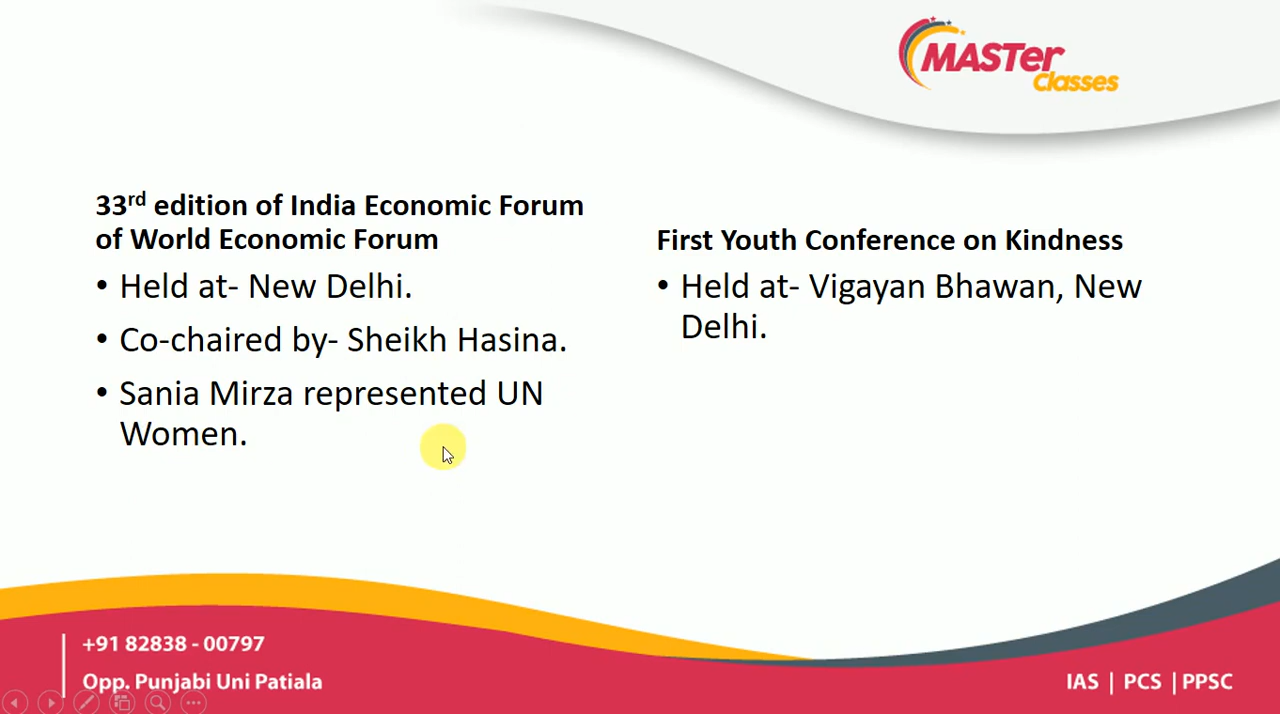 MASTer
Classes
33rd edition of India Economic Forum
of World Economic Forum
• Held at- New Delhi.
• Co-chaired by- Sheikh Hasina.
• Sania Mirza represented UN
Women.
First Youth Conference on Kindness
• Held at- Vigayan Bhawan, New
Delhi.
+91 82838 - 00797
Opp. Punjabi Uni Patiala
IAS | PCS | PPSC